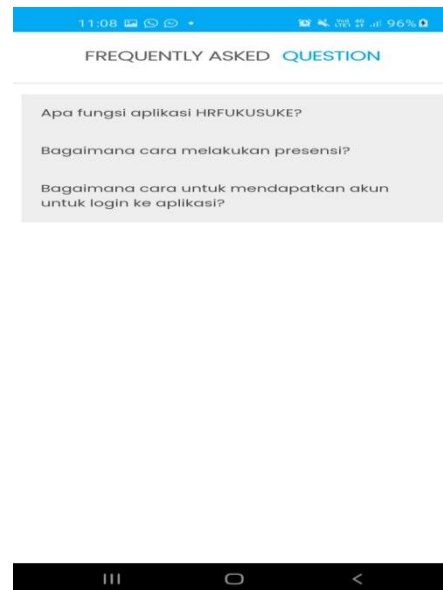 11:08
96%
FREQUENTLY ASKED QUESTION
Apa fungsi aplikasi HRFUKUSUKE?
Bagaimana cara melakukan presensi?
Bagaimana cara untuk mendapatkan akun
untuk login ke aplikasi?